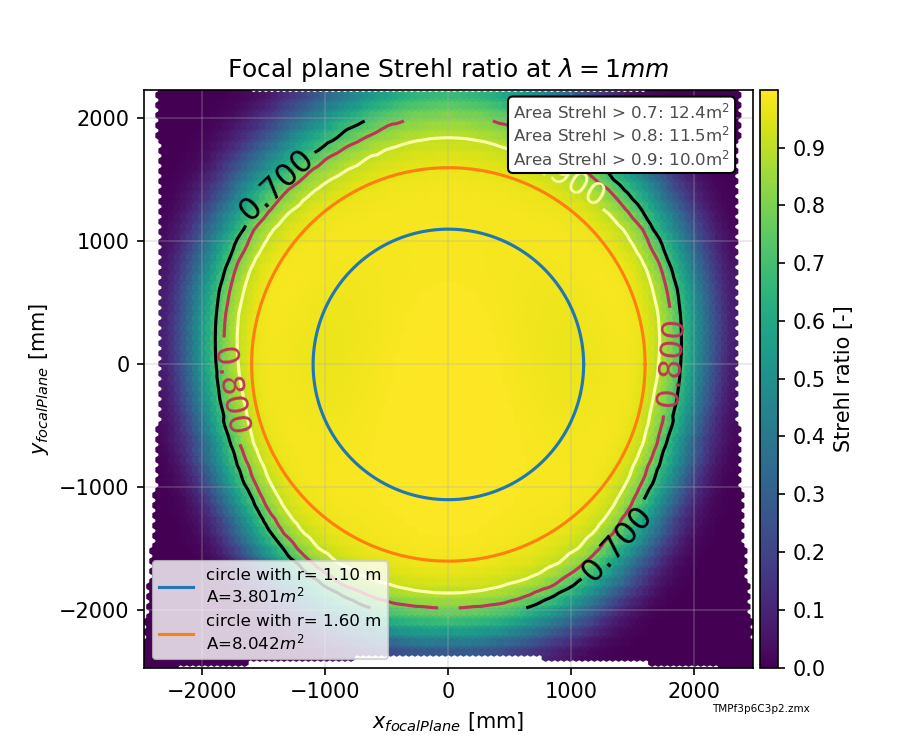 Focal plane Strehl ratio at λ = 1mm
Area Strehl > 0.7: 12.4m²
Area Strehl > 0.8: 11.5m²
Area Strehl > 0.9: 10.0m²
2000
1000
0
−1000
−2000
y_focalPlane [mm]
0.700
900
0.800
0.800
0.700
circle with r= 1.10 m
A=3.801m²
circle with r= 1.60 m
A=8.042m²
−2000
−1000
0
1000
2000
x_focalPlane [mm]
0.9
0.8
0.7
0.6
0.5
0.4
0.3
0.2
0.1
0.0
Strehl ratio [-]
TMPf3p6C3p2.zmx